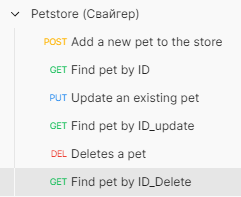 Petstore (Свайгер)
POST Add a new pet to the store
GET Find pet by ID
PUT Update an existing pet
GET Find pet by ID_update
DEL Deletes a pet
GET Find pet by ID_Delete